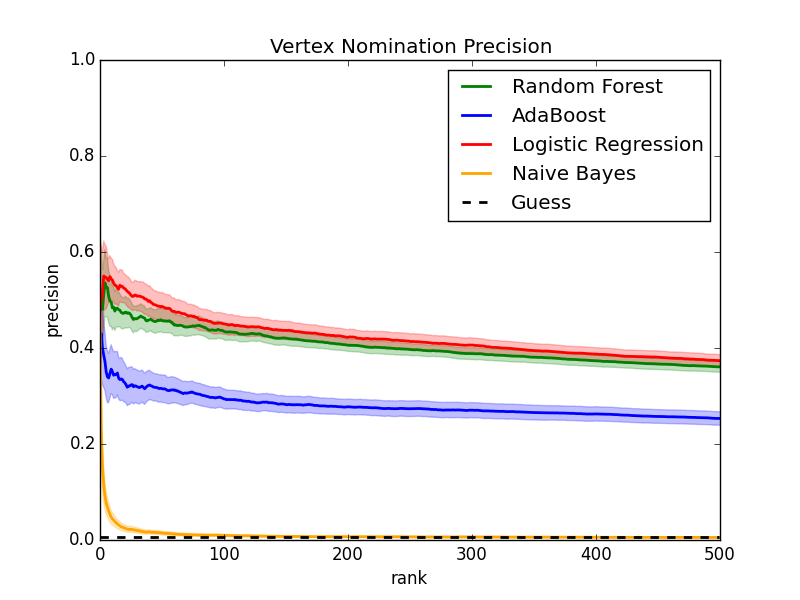 Vertex Nomination Precision
1.0
0.8
0.6
0.4
0.2
0.0
precision
Random Forest
AdaBoost
Logistic Regression
Naive Bayes
Guess
0 100 200 300 400 500
rank